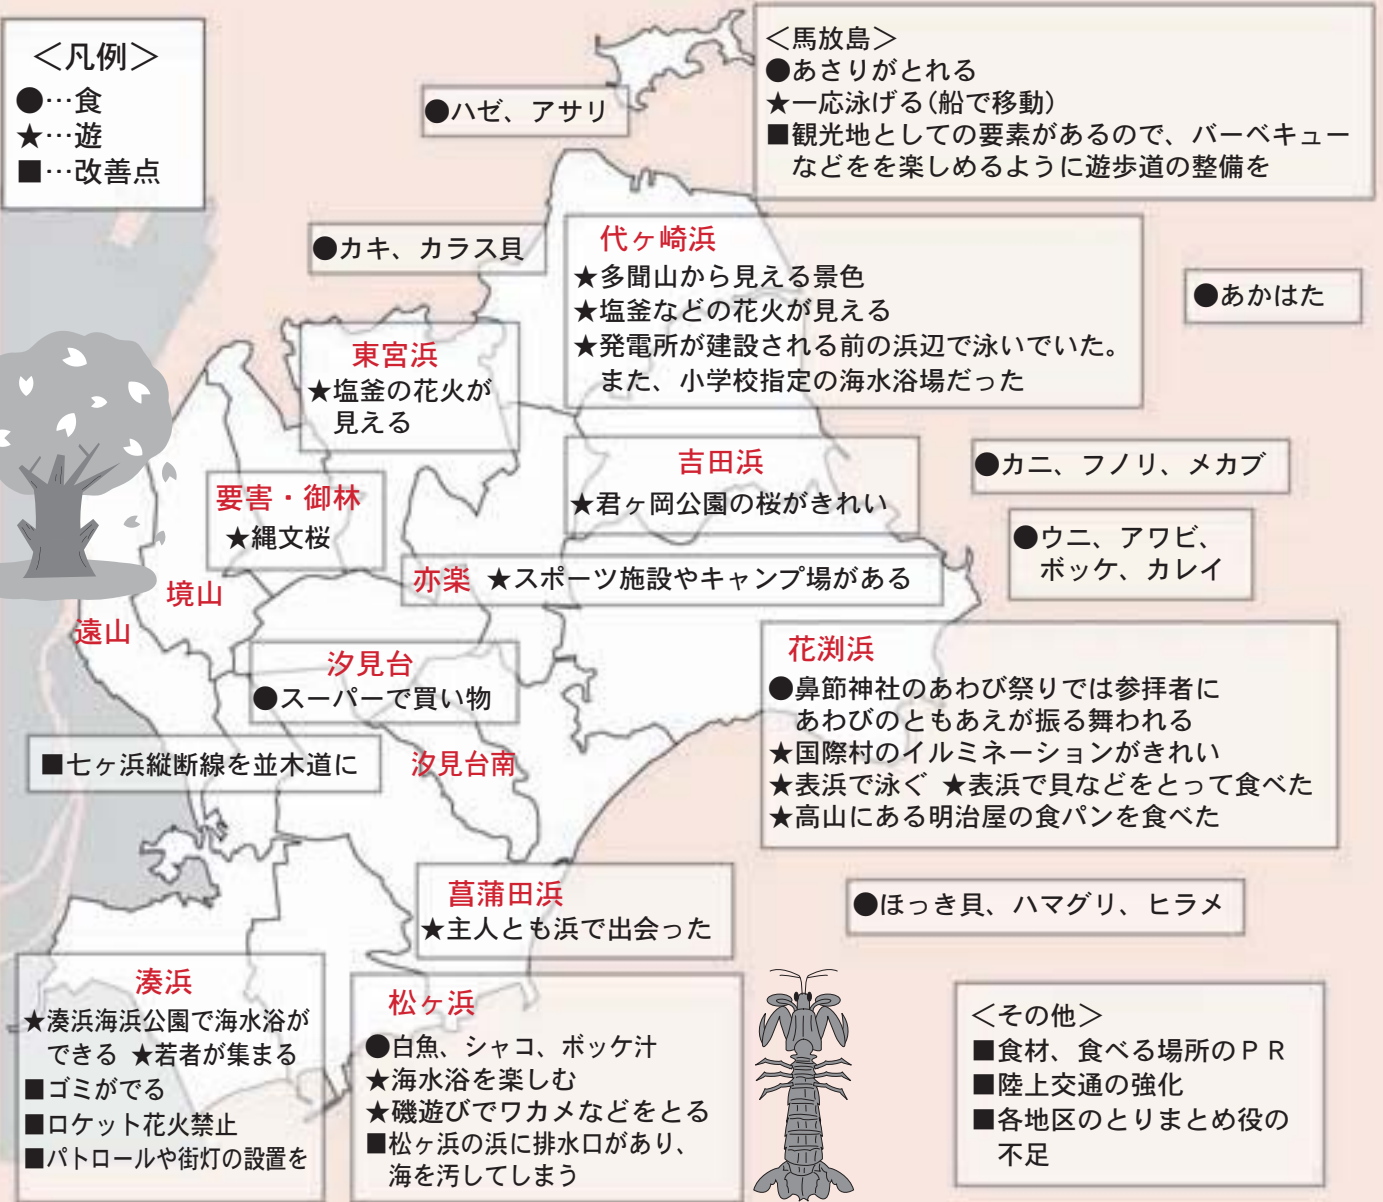 ＜凡例＞
●…食
★…遊
■…改善点
＜馬放島＞
●あさりがとれる
★一応泳げる(船で移動)
■観光地としての要素があるので、バーベキュー
などをを楽しめるように遊歩道の整備を
●ハゼ、アサリ
●カキ、カラス貝
代ヶ崎浜
★多聞山から見える景色
★塩釜などの花火が見える
★発電所が建設される前の浜辺で泳いでいた。
また、小学校指定の海水浴場だった
●あかはた
東宮浜
★塩釜の花火が
見える
吉田浜
★君ヶ岡公園の桜がきれい
●カニ、フノリ、メカブ
要害・御林
★縄文桜
●ウニ、アワビ、
ボッケ、カレイ
亦楽 ★スポーツ施設やキャンプ場がある
境山
遠山
汐見台
●スーパーで買い物
花渕浜
●鼻節神社のあわび祭りでは参拝者に
あわびのともあえが振る舞われる
★国際村のイルミネーションがきれい
★表浜で泳ぐ ★表浜で貝などをとって食べた
★高山にある明治屋の食パンを食べた
■七ヶ浜縦断線を並木道に
汐見台南
菖蒲田浜
★主人とも浜で出会った
●ほっき貝、ハマグリ、ヒラメ
湊浜
★湊浜海浜公園で海水浴が
できる ★若者が集まる
■ゴミがでる
■ロケット花火禁止
■パトロールや街灯の設置を
松ヶ浜
●白魚、シャコ、ボッケ汁
★海水浴を楽しむ
★磯遊びでワカメなどをとる
■松ヶ浜の浜に排水口があり、
海を汚してしまう
＜その他＞
■食材、食べる場所のＰＲ
■陸上交通の強化
■各地区のとりまとめ役の
不足